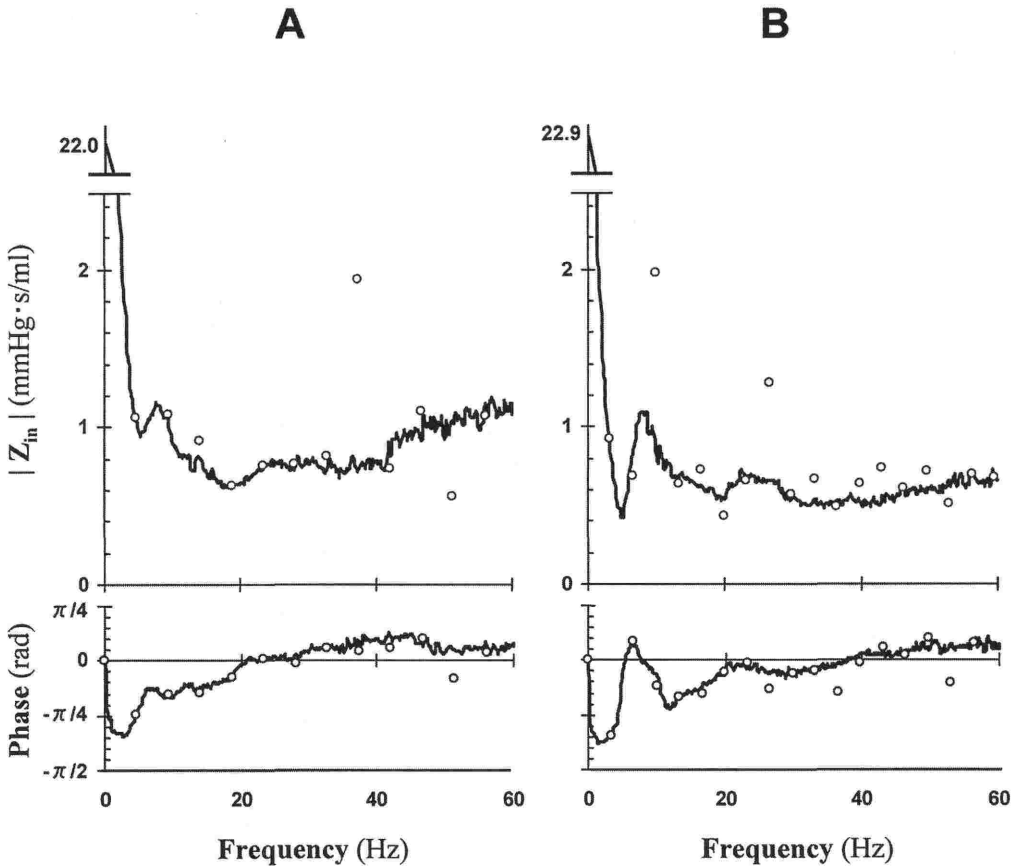 A
B
22.0
22.9
2
1
0
2
1
0
| Z in | (mmHg·s/ml)
π/4
0
-π/4
-π/2
Phase (rad)
0 20 40 60
0 20 40 60
Frequency (Hz)
Frequency (Hz)